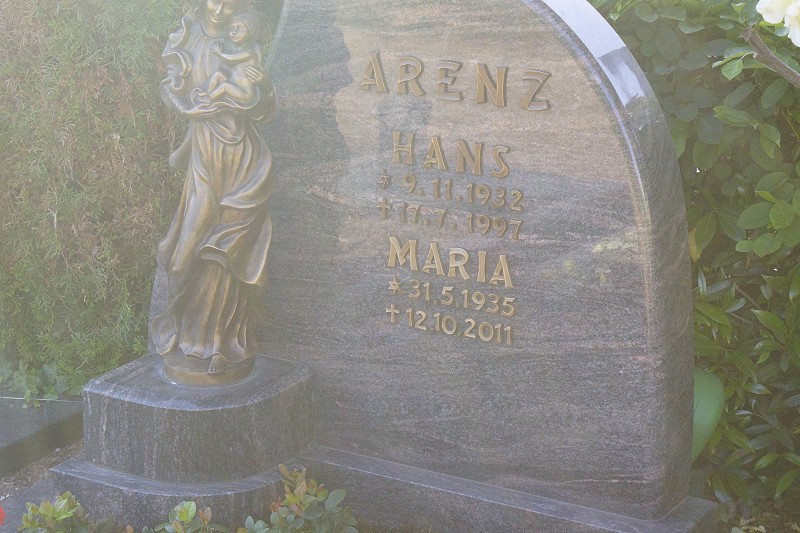 ARENZ
HANS
* 9.11.1932
† 17.7.1997
MARIA
* 31.5.1935
† 12.10.2011